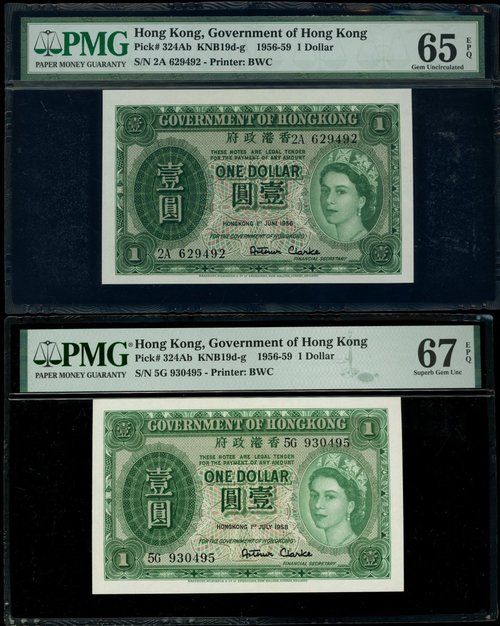 PMG
PAPER MONEY GUARANTY
Hong Kong, Government of Hong Kong
Pick# 324Ab KNB19d-g 1956-59 1 Dollar
S/N 2A 629492 - Printer: BWC
65 EPQ
Gem Uncirculated
壹 GOVERNMENT OF HONGKONG 1
府政港香 2A 629492
THESE NOTES ARE LEGAL TENDER
FOR THE PAYMENT OF ANY AMOUNT
ONE DOLLAR
壹圓
圓壹
HONGKONG 1ST JUNE 1956
FOR THE GOVERNMENT OF HONGKONG
1 2A 629492 Arthur Clarke 壹
FINANCIAL SECRETARY
PMG®
PAPER MONEY GUARANTY
Hong Kong, Government of Hong Kong
Pick# 324Ab KNB19d-g 1956-59 1 Dollar
S/N 5G 930495 - Printer: BWC
67 EPQ
Superb Gem Unc
壹 GOVERNMENT OF HONGKONG 1
府政港香 5G 930495
THESE NOTES ARE LEGAL TENDER
FOR THE PAYMENT OF ANY AMOUNT
ONE DOLLAR
壹圓
圓壹
HONGKONG 1ST JULY 1958
FOR THE GOVERNMENT OF HONGKONG
1 5G 930495 Arthur Clarke 壹
FINANCIAL SECRETARY